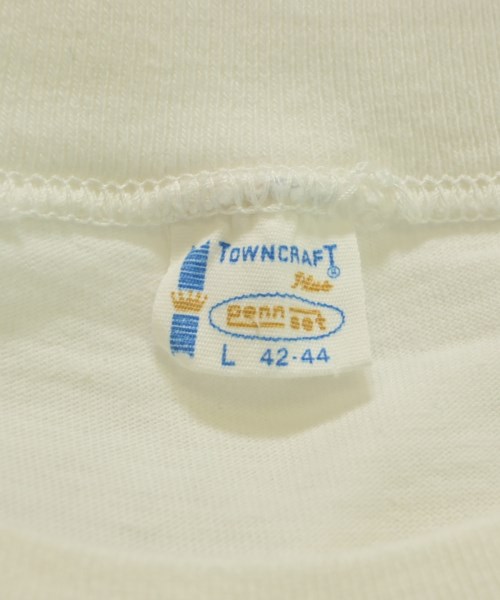 TOWNCRAFT®
Plus
penn set
L 42-44